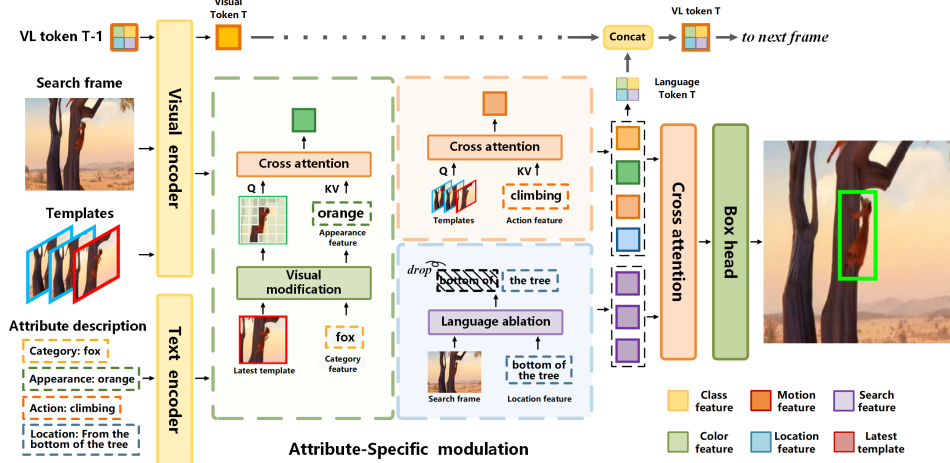 VL token T-1
Visual
Token T
Concat
VL token T
to next frame
Search frame
Visual encoder
Language
Token T
Cross attention
Q
KV
orange
Appearance
feature
Visual
modification
Latest template
fox
Category
feature
Cross attention
Q
KV
climbing
Templates
Action feature
drop
bottom of
the tree
Language ablation
Search frame
bottom of
the tree
Location feature
Cross attention
Box head
Templates
Attribute description
Category: fox
Appearance: orange
Action: climbing
Location: From the
bottom of the tree
Text encoder
Attribute-Specific modulation
Class
feature
Motion
feature
Search
feature
Color
feature
Location
feature
Latest
template